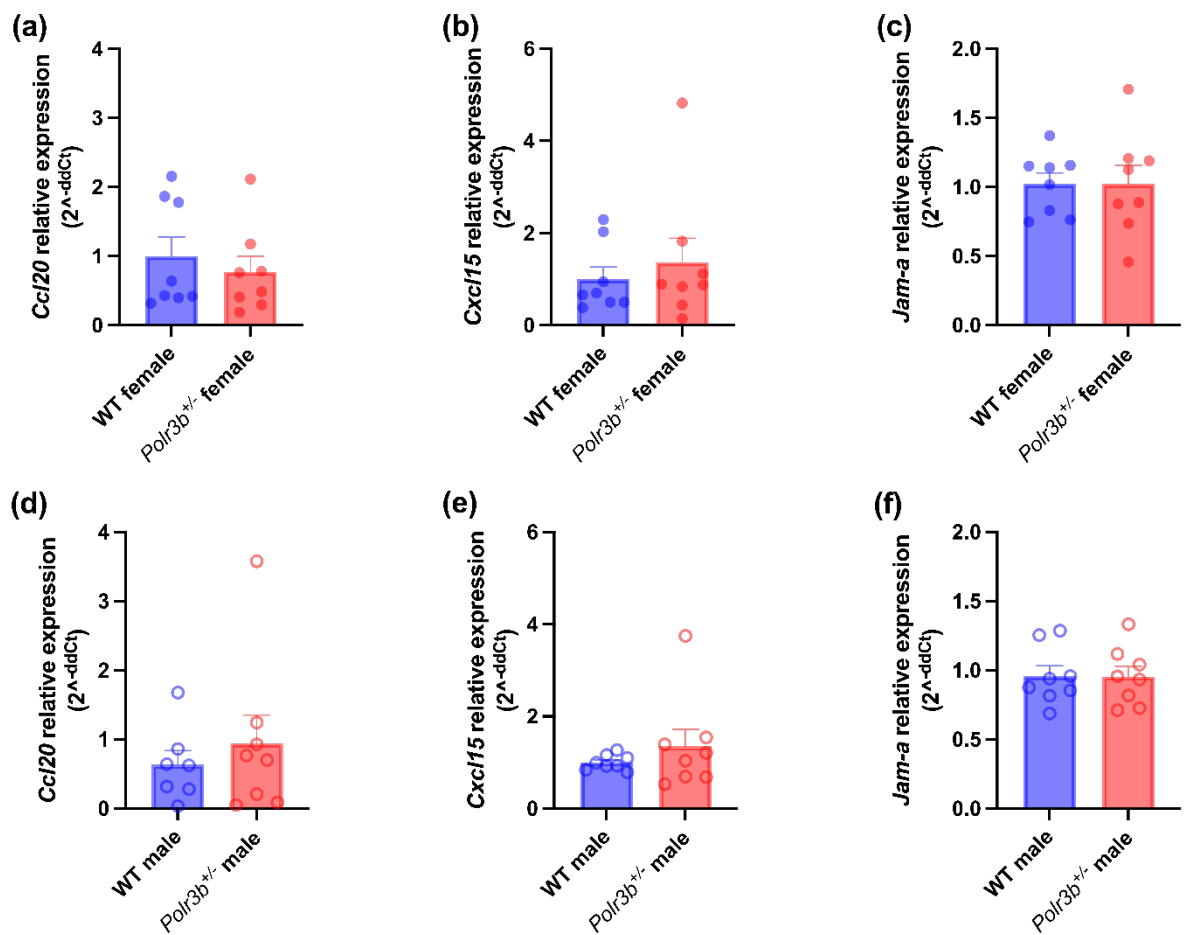 (a)
Ccl20 relative expression
(2^-ddCt)
4
3
2
1
0
WT female
Polr3b+/- female
(b)
Cxcl15 relative expression
(2^-ddCt)
6
4
2
0
WT female
Polr3b+/- female
(c)
Jam-a relative expression
(2^-ddCt)
2.0
1.5
1.0
0.5
0.0
WT female
Polr3b+/- female
(d)
Ccl20 relative expression
(2^-ddCt)
4
3
2
1
0
WT male
Polr3b+/- male
(e)
Cxcl15 relative expression
(2^-ddCt)
6
4
2
0
WT male
Polr3b+/- male
(f)
Jam-a relative expression
(2^-ddCt)
2.0
1.5
1.0
0.5
0.0
WT male
Polr3b+/- male